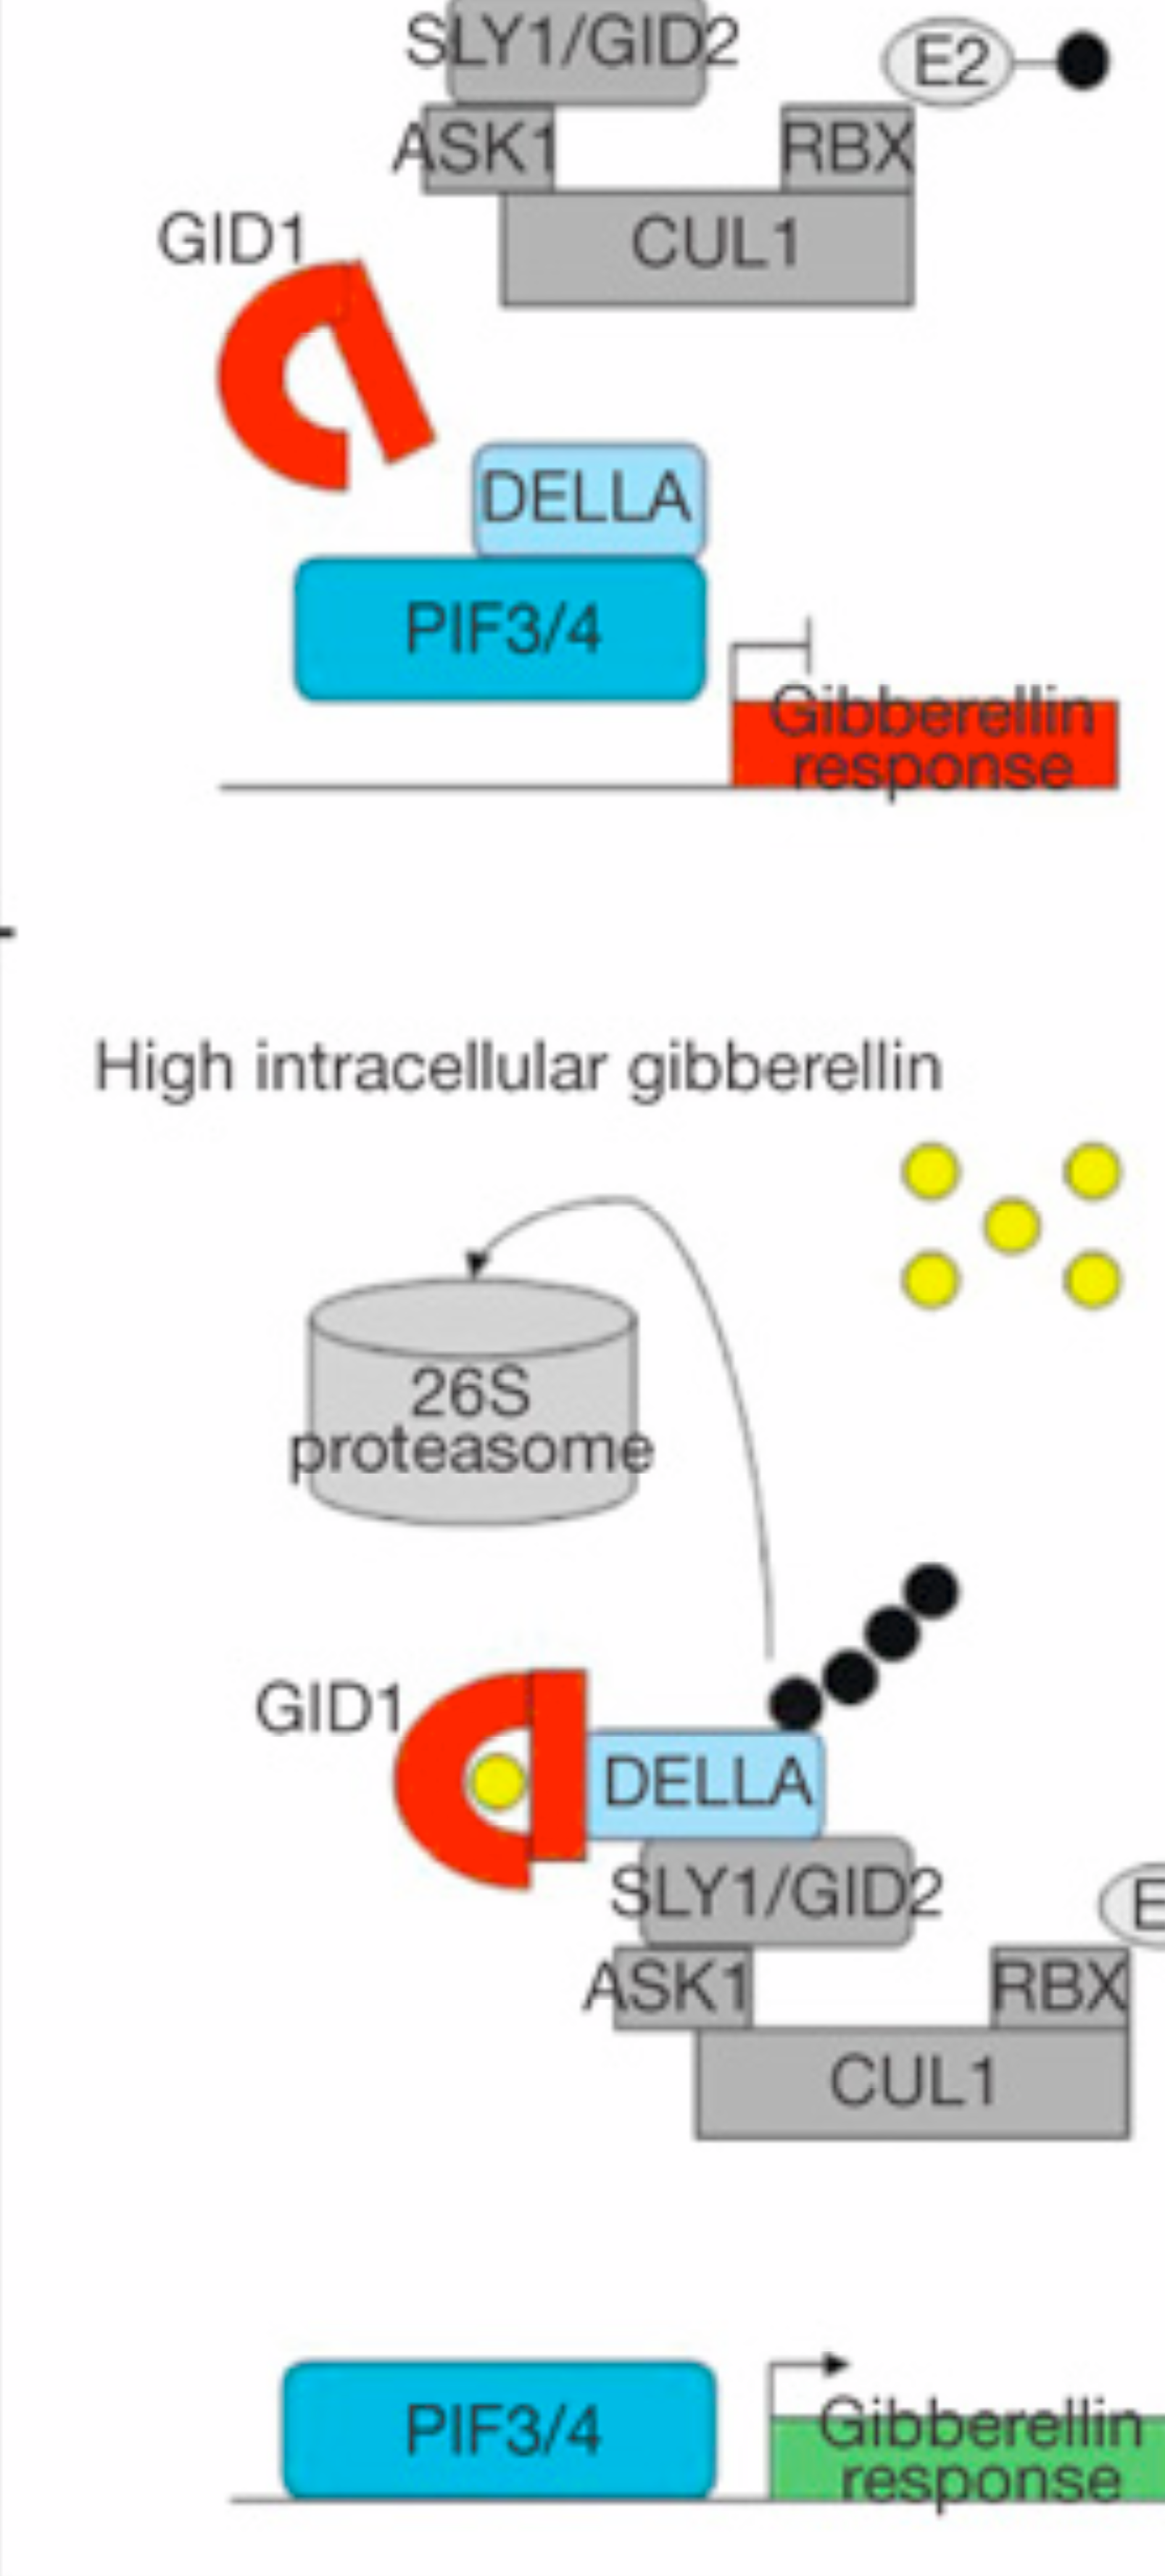 SLY1/GID2
E2
ASK1
RBX
CUL1
GID1
DELLA
PIF3/4
Gibberellin
response
High intracellular gibberellin
26S
proteasome
GID1
DELLA
SLY1/GID2
E
ASK1
RBX
CUL1
PIF3/4
Gibberellin
response